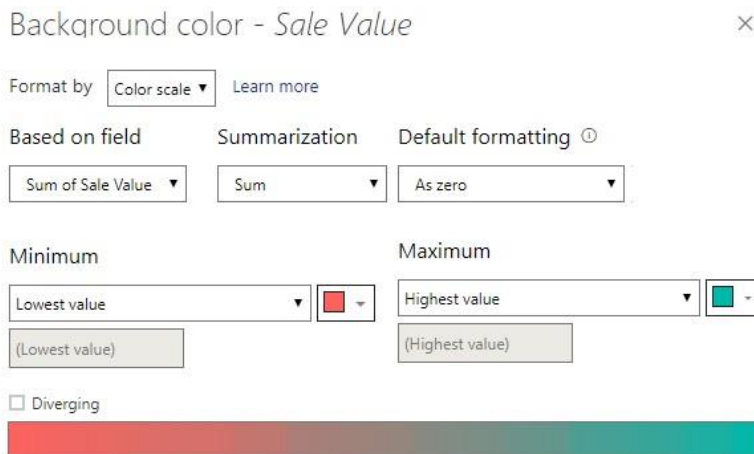 Background color - Sale Value
Format by Color scale Learn more
Based on field Summarization Default formatting
Sum of Sale Value Sum As zero
Minimum Maximum
Lowest value Highest value
(Lowest value) (Highest value)
Diverging